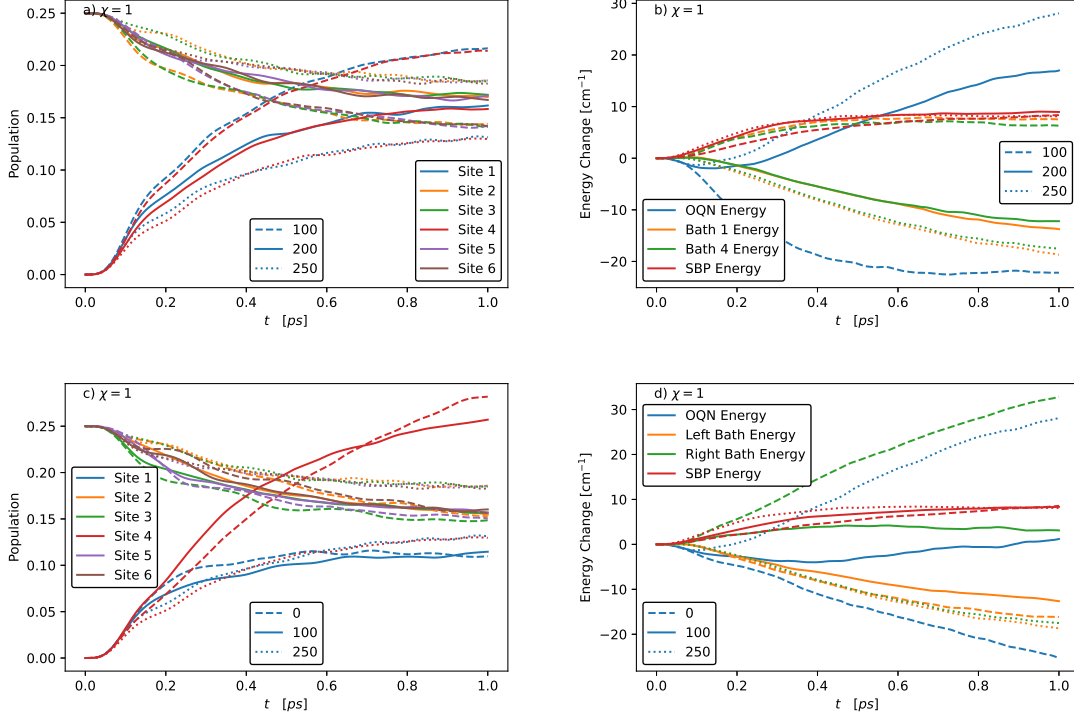 a) χ = 1
Population
0.25
0.20
0.15
0.10
0.05
0.00
100
200
250
Site 1
Site 2
Site 3
Site 4
Site 5
Site 6
0.0 0.2 0.4 0.6 0.8 1.0
t [ps]
b) χ = 1
Energy Change [cm⁻¹]
30
20
10
0
−10
−20
100
200
250
OQN Energy
Bath 1 Energy
Bath 4 Energy
SBP Energy
0.0 0.2 0.4 0.6 0.8 1.0
t [ps]
c) χ = 1
Population
0.25
0.20
0.15
0.10
0.05
0.00
Site 1
Site 2
Site 3
Site 4
Site 5
Site 6
0
100
250
0.0 0.2 0.4 0.6 0.8 1.0
t [ps]
d) χ = 1
Energy Change [cm⁻¹]
30
20
10
0
−10
−20
OQN Energy
Left Bath Energy
Right Bath Energy
SBP Energy
0
100
250
0.0 0.2 0.4 0.6 0.8 1.0
t [ps]